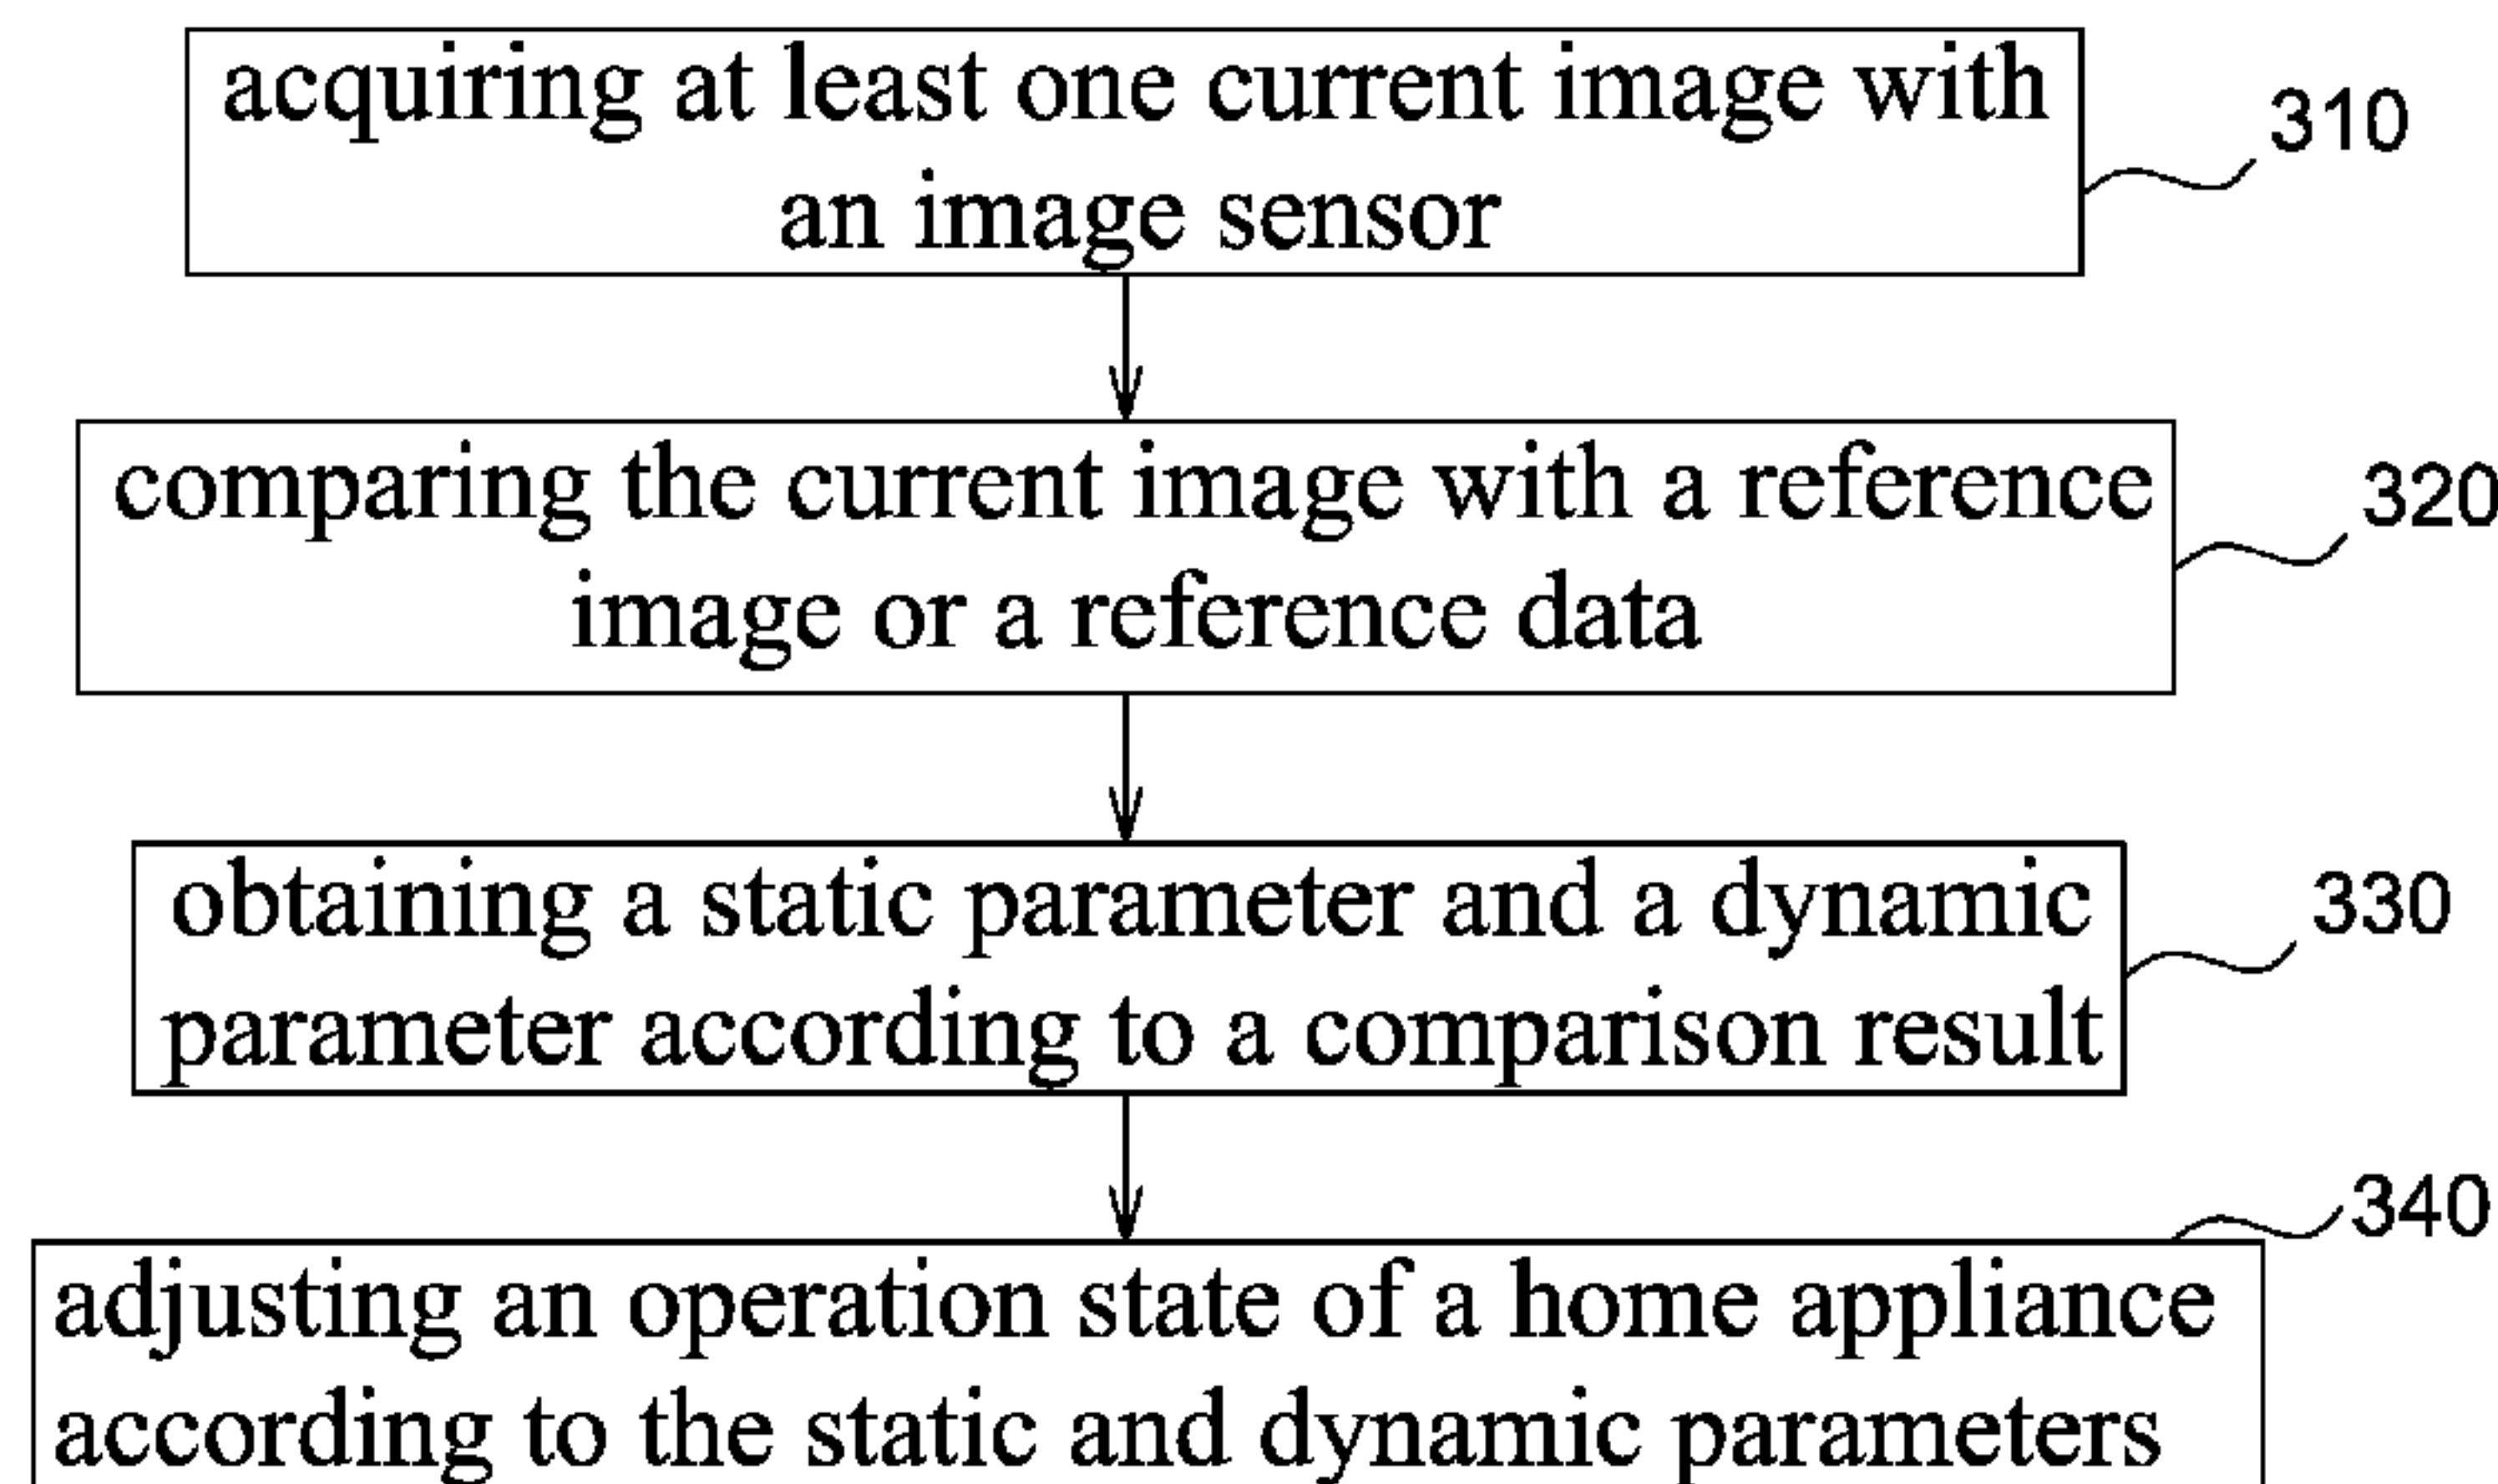 acquiring at least one current image with
an image sensor
310
comparing the current image with a reference
image or a reference data
320
obtaining a static parameter and a dynamic
parameter according to a comparison result
330
340
adjusting an operation state of a home appliance
according to the static and dynamic parameters